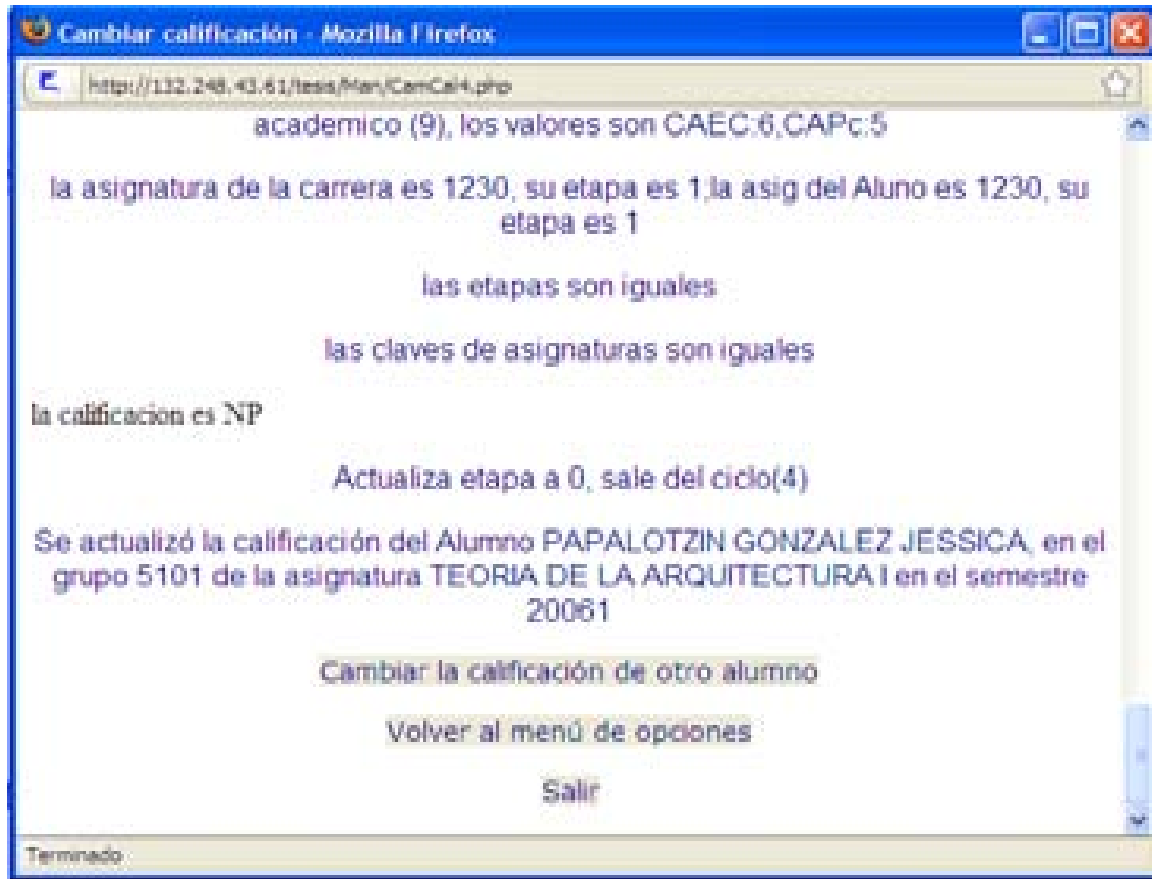 Cambiar calificación - Mozilla Firefox
http://132.248.43.61/tesis/Man/CamCal4.php
academico (9), los valores son CAEC:6,CAPc:5
la asignatura de la carrera es 1230, su etapa es 1,la asig del Aluno es 1230, su
etapa es 1
las etapas son iguales
las claves de asignaturas son iguales
la calificacion es NP
Actualiza etapa a 0, sale del ciclo(4)
Se actualizó la calificación del Alumno PAPALOTZIN GONZALEZ JESSICA, en el
grupo 5101 de la asignatura TEORIA DE LA ARQUITECTURA I en el semestre
20061
Cambiar la calificación de otro alumno
Volver al menú de opciones
Salir
Terminado